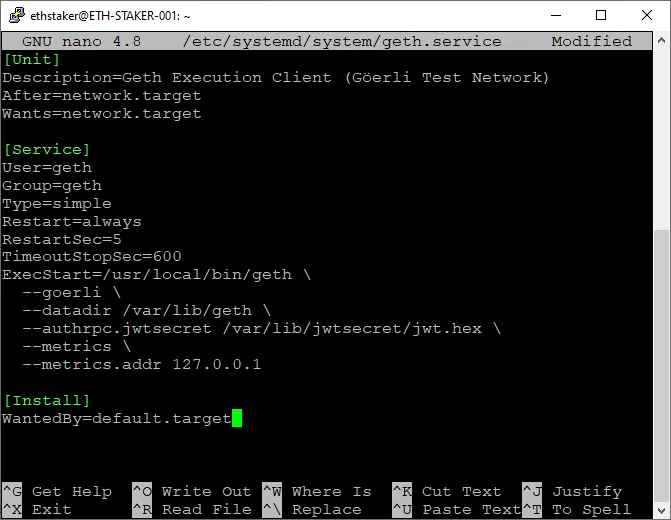 ethstaker@ETH-STAKER-001: ~
GNU nano 4.8 /etc/systemd/system/geth.service Modified
[Unit]
Description=Geth Execution Client (Göerli Test Network)
After=network.target
Wants=network.target
[Service]
User=geth
Group=geth
Type=simple
Restart=always
RestartSec=5
TimeoutStopSec=600
ExecStart=/usr/local/bin/geth \
--goerli \
--datadir /var/lib/geth \
--authrpc.jwtsecret /var/lib/jwtsecret/jwt.hex \
--metrics \
--metrics.addr 127.0.0.1
[Install]
WantedBy=default.target
^G Get Help ^O Write Out ^W Where Is ^K Cut Text ^J Justify
^X Exit ^R Read File ^\ Replace ^U Paste Text ^T To Spell